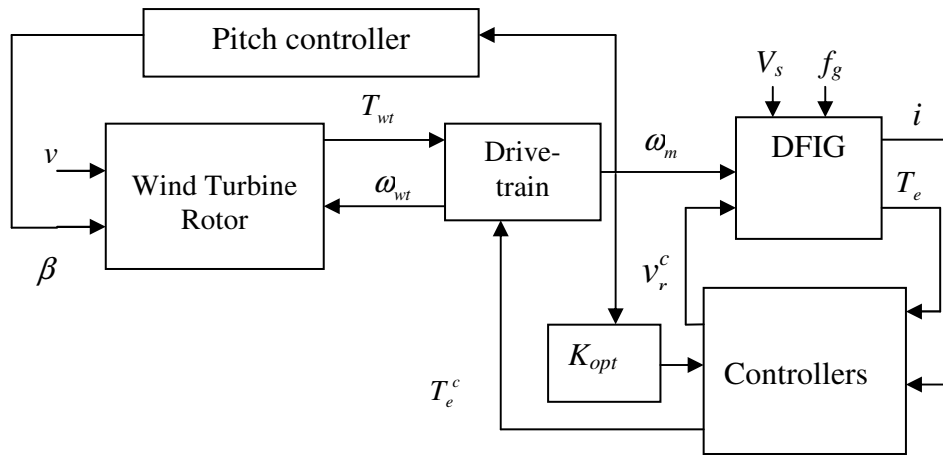 Pitch controller
V_s
f_g
i
T_wt
DFIG
v
Drive-
train
ω_m
Wind Turbine
Rotor
ω_wt
T_e
β
v_r^c
K_opt
Controllers
T_e^c